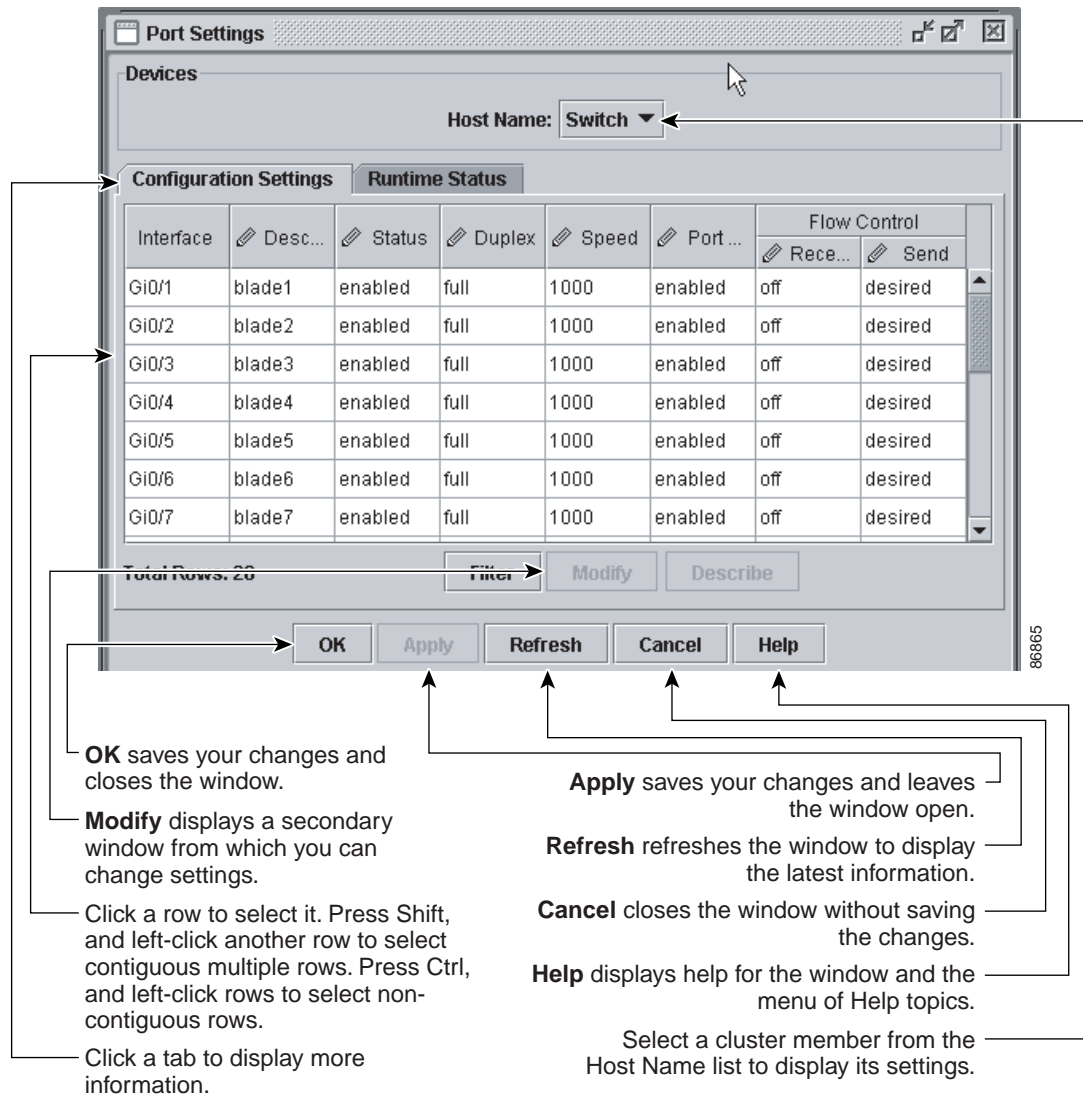 Port Settings
Devices
Host Name: Switch
Configuration Settings Runtime Status
Interface Desc... Status Duplex Speed Port ... Flow Control
Rece... Send
Gi0/1 blade1 enabled full 1000 enabled off desired
Gi0/2 blade2 enabled full 1000 enabled off desired
Gi0/3 blade3 enabled full 1000 enabled off desired
Gi0/4 blade4 enabled full 1000 enabled off desired
Gi0/5 blade5 enabled full 1000 enabled off desired
Gi0/6 blade6 enabled full 1000 enabled off desired
Gi0/7 blade7 enabled full 1000 enabled off desired
Total Rows: 20 Filter Modify Describe
OK Apply Refresh Cancel Help
86865
OK saves your changes and
closes the window.
Modify displays a secondary
window from which you can
change settings.
Click a row to select it. Press Shift,
and left-click another row to select
contiguous multiple rows. Press Ctrl,
and left-click rows to select non-
contiguous rows.
Click a tab to display more
information.
Apply saves your changes and leaves
the window open.
Refresh refreshes the window to display
the latest information.
Cancel closes the window without saving
the changes.
Help displays help for the window and the
menu of Help topics.
Select a cluster member from the
Host Name list to display its settings.